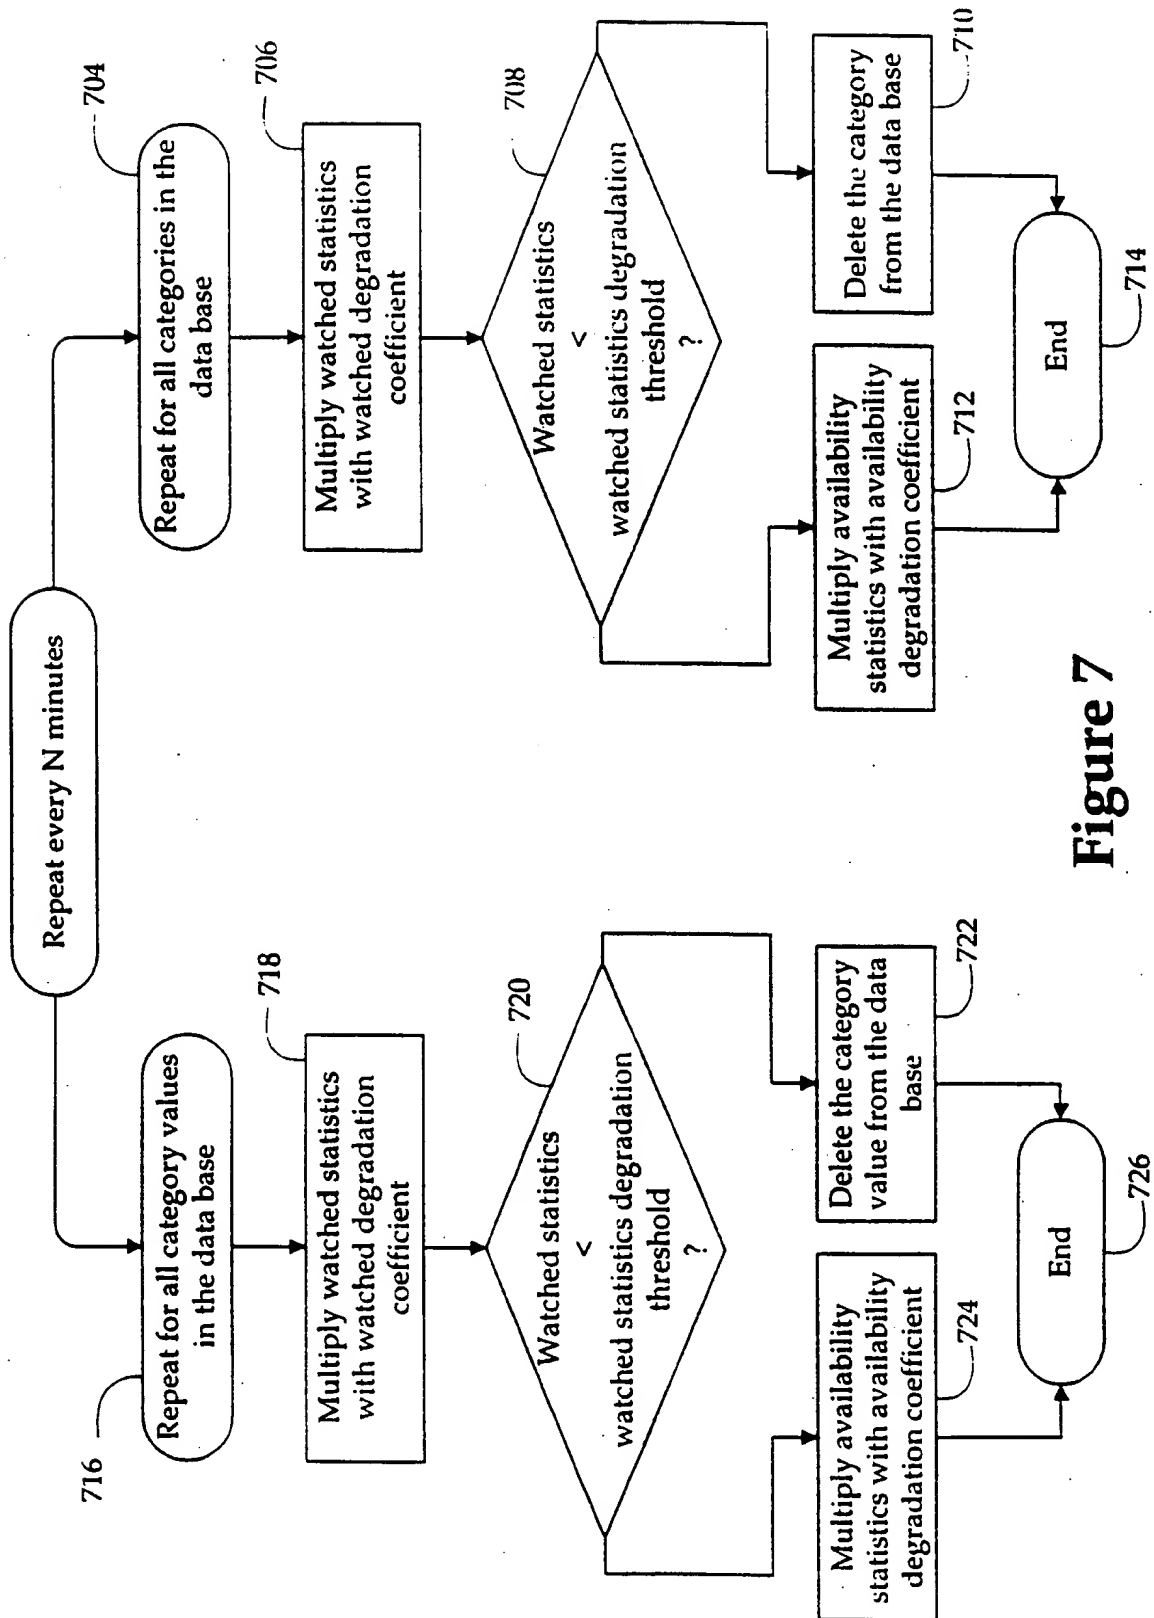 Repeat every N minutes
716
Repeat for all category values
in the data base
718
Multiply watched statistics
with watched degradation
coefficient
720
Watched statistics
<
watched statistics degradation
threshold
?
Multiply availability
statistics with availability
degradation coefficient
724
Delete the category
value from the data
base
722
End
726
704
Repeat for all categories in the
data base
706
Multiply watched statistics
with watched degradation
coefficient
708
Watched statistics
<
watched statistics degradation
threshold
?
Multiply availability
statistics with availability
degradation coefficient
712
Delete the category
from the data base
710
End
714
Figure 7